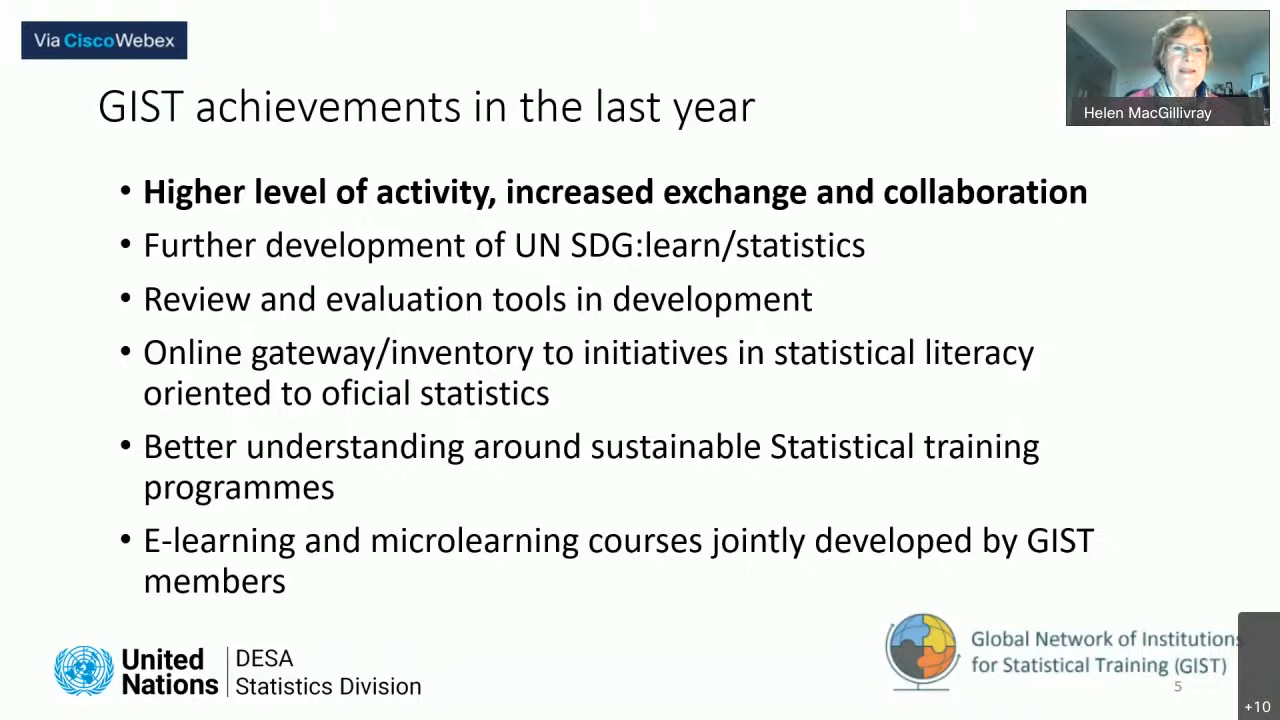 Via CiscoWebex
Helen MacGillivray
GIST achievements in the last year
• Higher level of activity, increased exchange and collaboration
• Further development of UN SDG:learn/statistics
• Review and evaluation tools in development
• Online gateway/inventory to initiatives in statistical literacy
oriented to oficial statistics
• Better understanding around sustainable Statistical training
programmes
• E-learning and microlearning courses jointly developed by GIST
members
United
Nations
DESA
Statistics Division
Global Network of Institutions
for Statistical Training (GIST)
5
+10